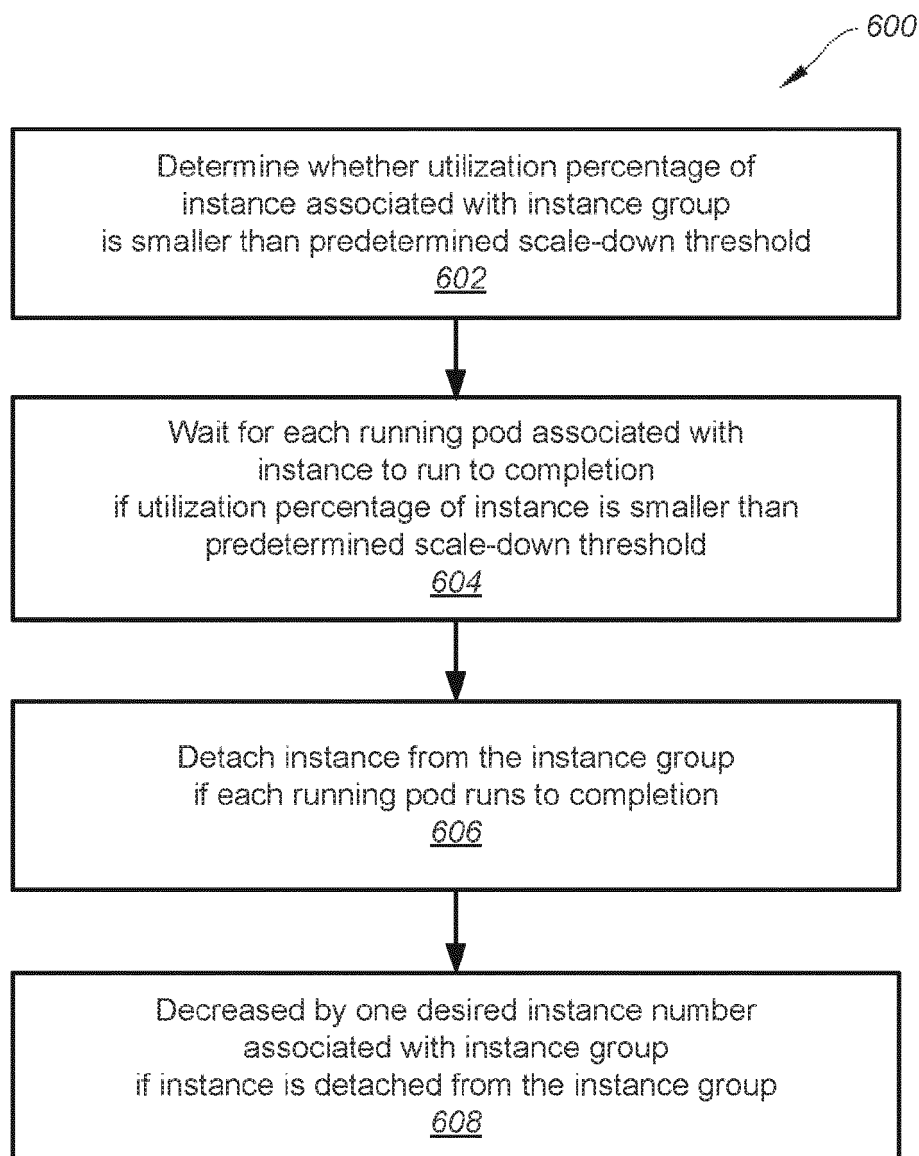 600
Determine whether utilization percentage of
instance associated with instance group
is smaller than predetermined scale-down threshold
602
Wait for each running pod associated with
instance to run to completion
if utilization percentage of instance is smaller than
predetermined scale-down threshold
604
Detach instance from the instance group
if each running pod runs to completion
606
Decreased by one desired instance number
associated with instance group
if instance is detached from the instance group
608